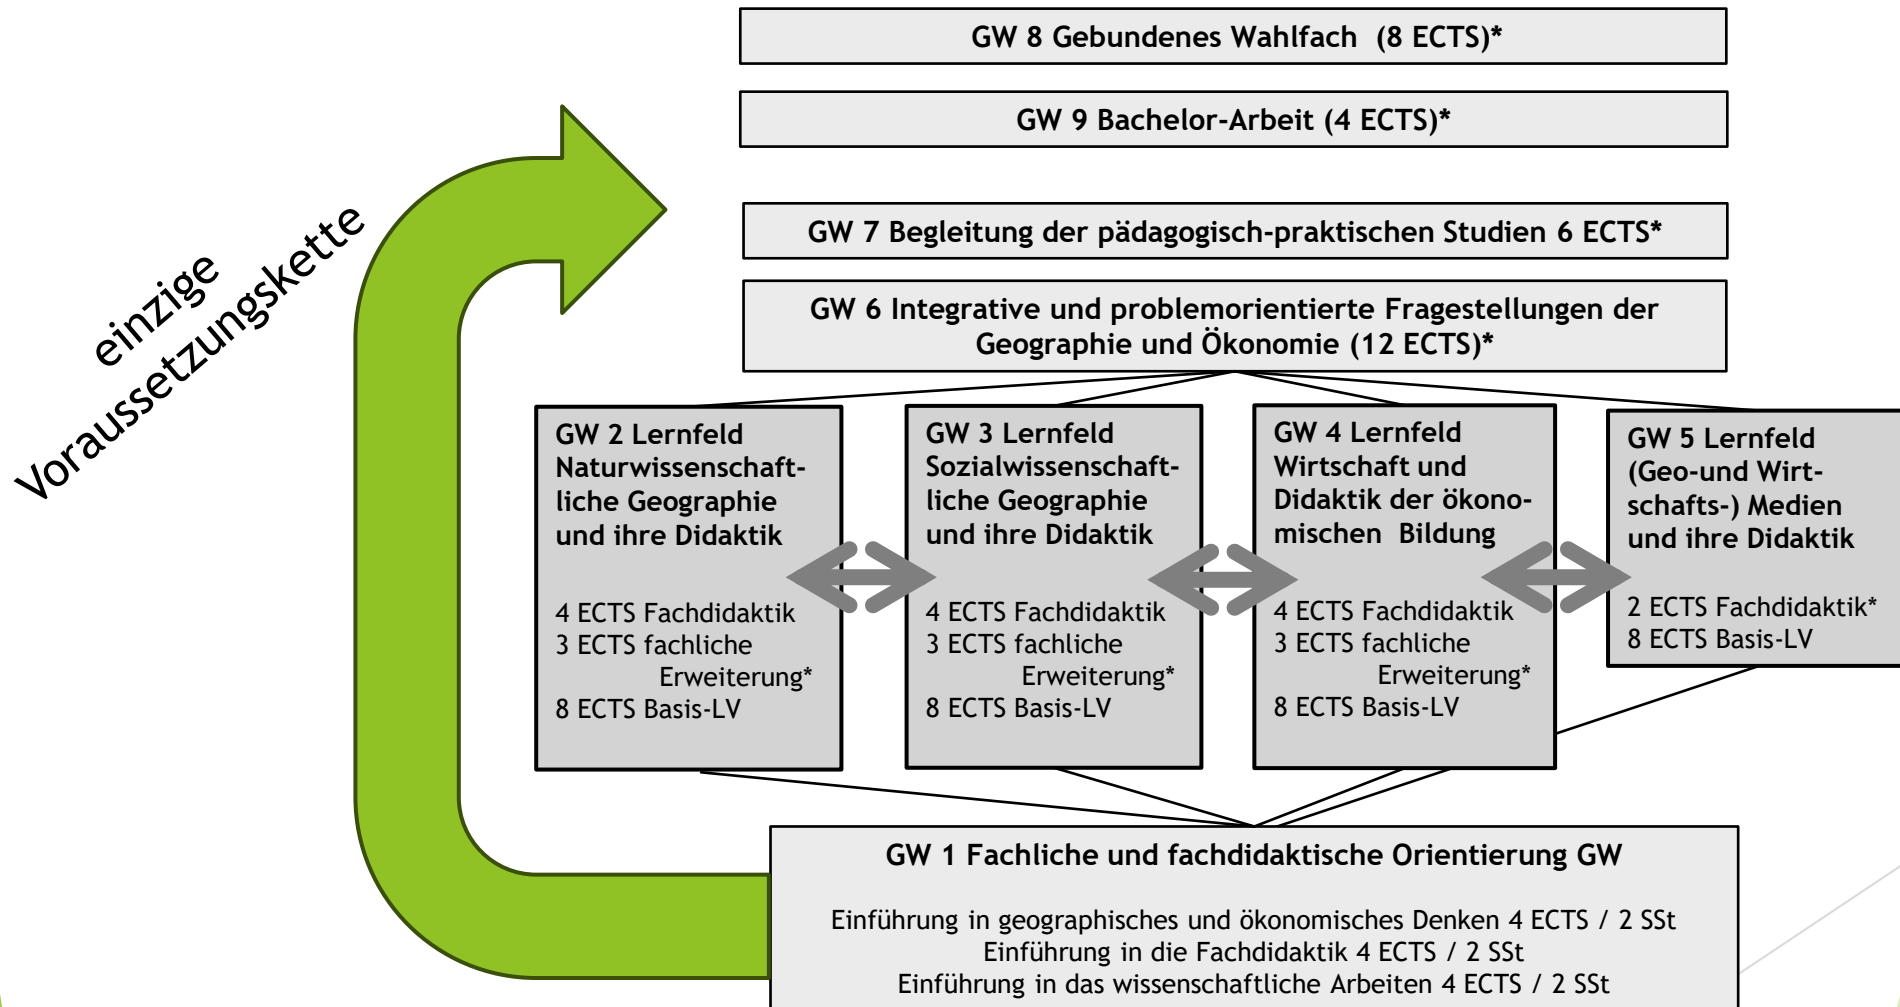 GW 8 Gebundenes Wahlfach (8 ECTS)*
GW 9 Bachelor-Arbeit (4 ECTS)*
einzige
Voraussetzungskette
GW 7 Begleitung der pädagogisch-praktischen Studien 6 ECTS*
GW 6 Integrative und problemorientierte Fragestellungen der
Geographie und Ökonomie (12 ECTS)*
GW 2 Lernfeld
Naturwissenschaft-
liche Geographie
und ihre Didaktik
4 ECTS Fachdidaktik
3 ECTS fachliche
Erweiterung*
8 ECTS Basis-LV
GW 3 Lernfeld
Sozialwissenschaft-
liche Geographie
und ihre Didaktik
4 ECTS Fachdidaktik
3 ECTS fachliche
Erweiterung*
8 ECTS Basis-LV
GW 4 Lernfeld
Wirtschaft und
Didaktik der ökono-
mischen Bildung
4 ECTS Fachdidaktik
3 ECTS fachliche
Erweiterung*
8 ECTS Basis-LV
GW 5 Lernfeld
(Geo-und Wirt-
schafts-) Medien
und ihre Didaktik
2 ECTS Fachdidaktik*
8 ECTS Basis-LV
GW 1 Fachliche und fachdidaktische Orientierung GW
Einführung in geographisches und ökonomisches Denken 4 ECTS / 2 SSt
Einführung in die Fachdidaktik 4 ECTS / 2 SSt
Einführung in das wissenschaftliche Arbeiten 4 ECTS / 2 SSt